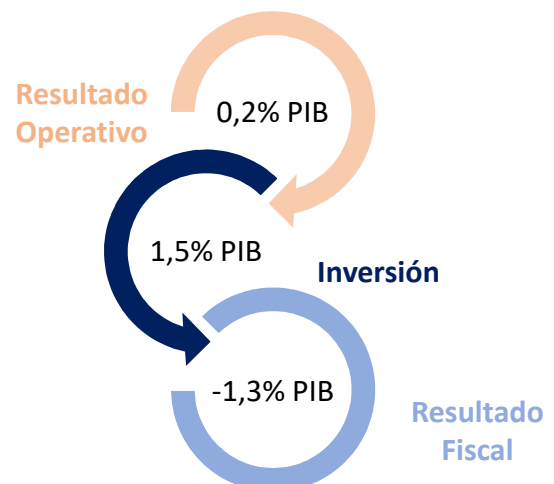 Resultado
Operativo
0,2% PIB
1,5% PIB
Inversión
-1,3% PIB
Resultado
Fiscal